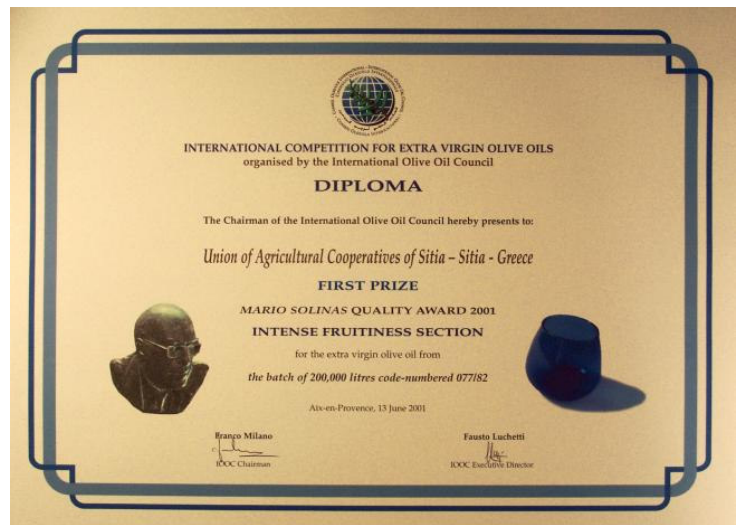 INTERNATIONAL COMPETITION FOR EXTRA VIRGIN OLIVE OILS
organised by the International Olive Oil Council
DIPLOMA
The Chairman of the International Olive Oil Council hereby presents to:
Union of Agricultural Cooperatives of Sitia – Sitia - Greece
FIRST PRIZE
MARIO SOLINAS QUALITY AWARD 2001
INTENSE FRUITINESS SECTION
for the extra virgin olive oil from
the batch of 200,000 litres code-numbered 077/82
Aix-en-Provence, 13 June 2001
Franco Milano
IOOC Chairman
Fausto Luchetti
IOOC Executive Director